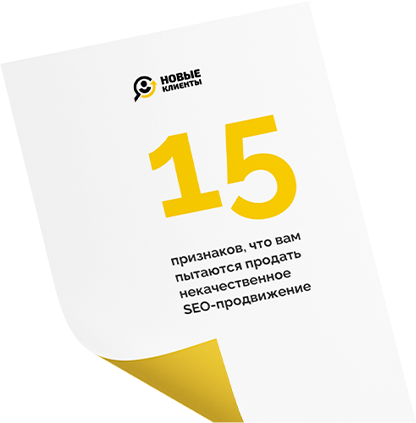 НОВЫЕ
КЛИЕНТЫ
15
признаков, что вам
пытаются продать
некачественное
SEO-продвижение